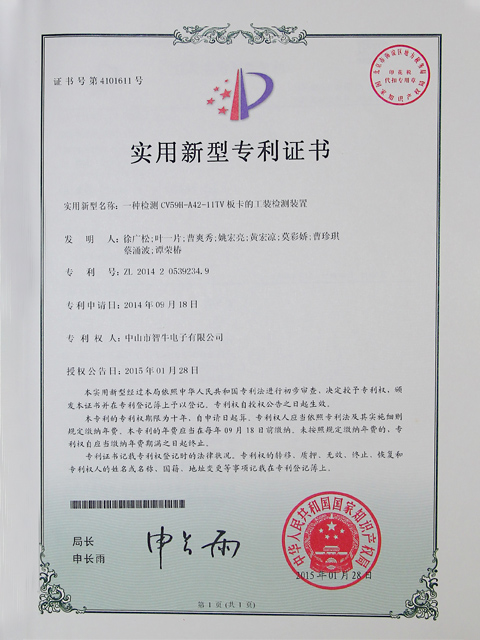 证书号第4101611号
实用新型专利证书
实用新型名称：一种检测CV59H-A42-11TV板卡的工装检测装置
发 明 人：徐广松;叶一片;曹爽秀;姚宏亮;黄宏凉;莫彩娇;曹珍琪
蔡涌波;谭荣椿
专 利 号：ZL 2014 2 0539234.9
专利申请日：2014年09月18日
专 利 权 人：中山市智牛电子有限公司
授权公告日：2015年01月28日
本实用新型经过本局依照中华人民共和国专利法进行初步审查，决定授予专利权，颁
发本证书并在专利登记簿上予以登记。专利权自授权公告之日起生效。
本专利的专利权期限为十年，自申请日起算。专利权人应当依照专利法及其实施细则
规定缴纳年费。本专利的年费应当在每年09月18日前缴纳。未按照规定缴纳年费的，专
利权自应当缴纳年费期满之日起终止。
专利证书记载专利权登记时的法律状况。专利权的转移、质押、无效、终止、恢复和
专利权人的姓名或名称、国籍、地址变更等事项记载在专利登记簿上。
局长
申长雨
申长雨
中华人民共和国国家知识产权局
2015年01月28日
第1页(共1页)